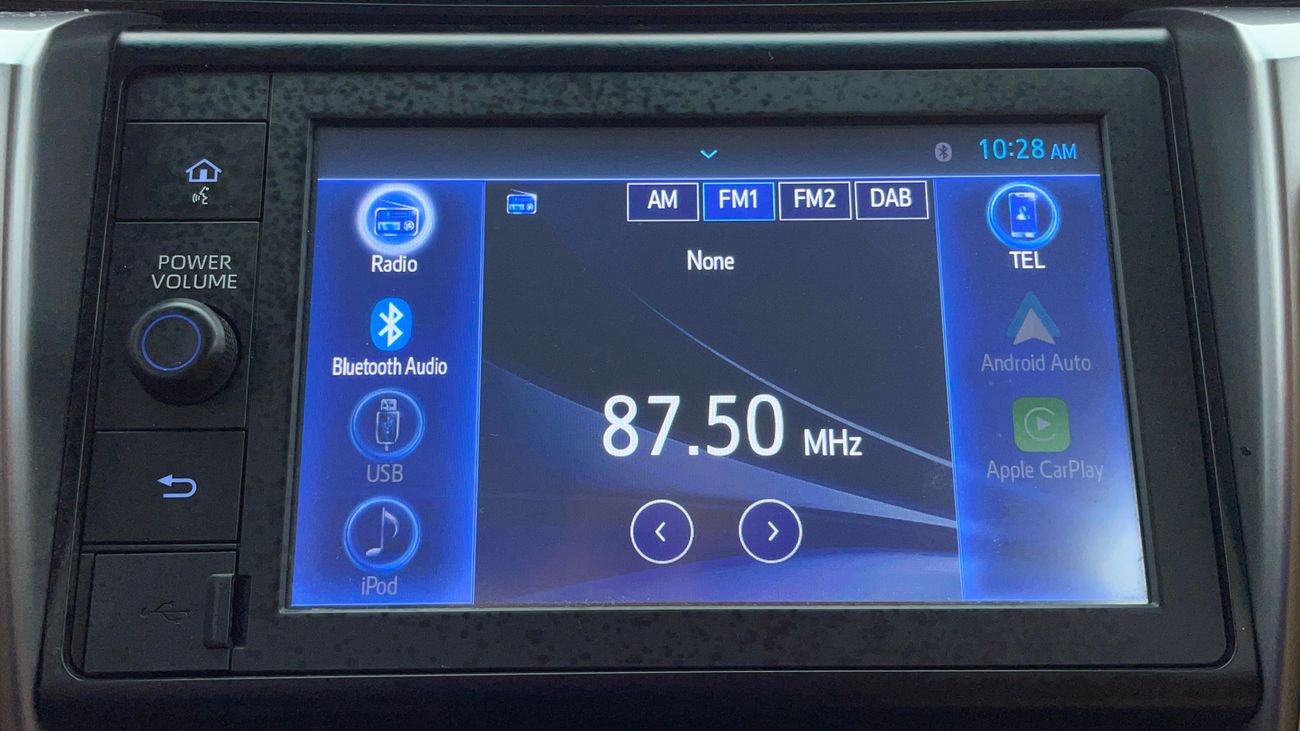 10:28 AM
POWER
VOLUME
Radio
Bluetooth Audio
USB
iPod
AM FM1 FM2 DAB
None
87.50 MHz
TEL
Android Auto
Apple CarPlay